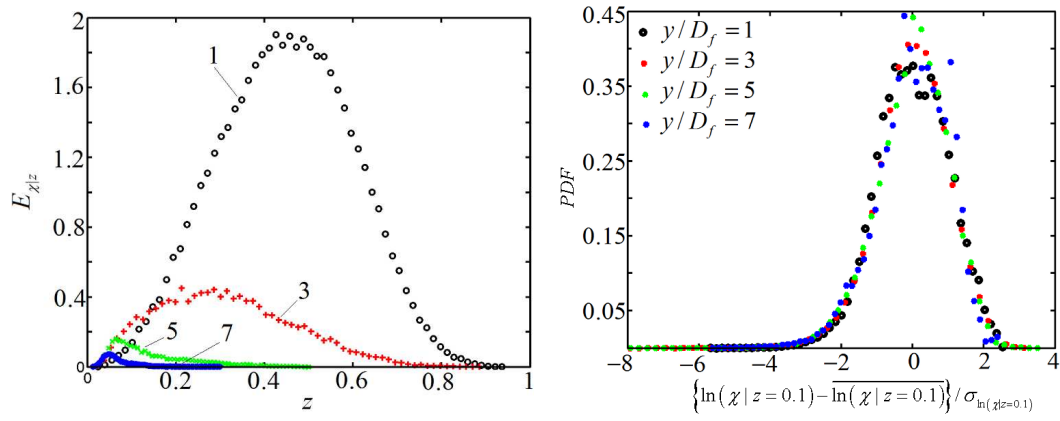 2
1.6
1.2
0.8
0.4
0
E_{χ|z}
1
3
5
7
0 0.2 0.4 0.6 0.8 1
z
0.45
0.35
0.25
0.15
0.05
PDF
y/D_f = 1
y/D_f = 3
y/D_f = 5
y/D_f = 7
−8 −6 −4 −2 0 2 4
{ln(χ|z=0.1)−\overline{ln(χ|z=0.1)}}/σ_{ln(χ|z=0.1)}